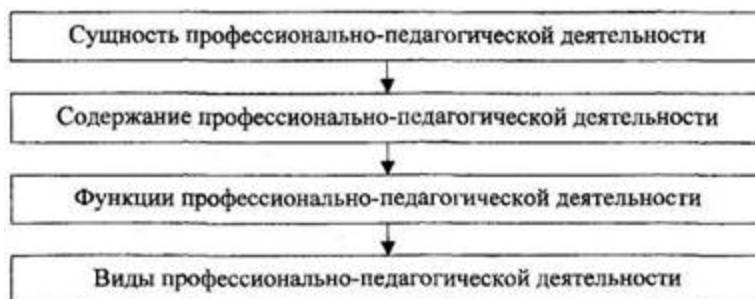 Сущность профессионально-педагогической деятельности
Содержание профессионально-педагогической деятельности
Функции профессионально-педагогической деятельности
Виды профессионально-педагогической деятельности